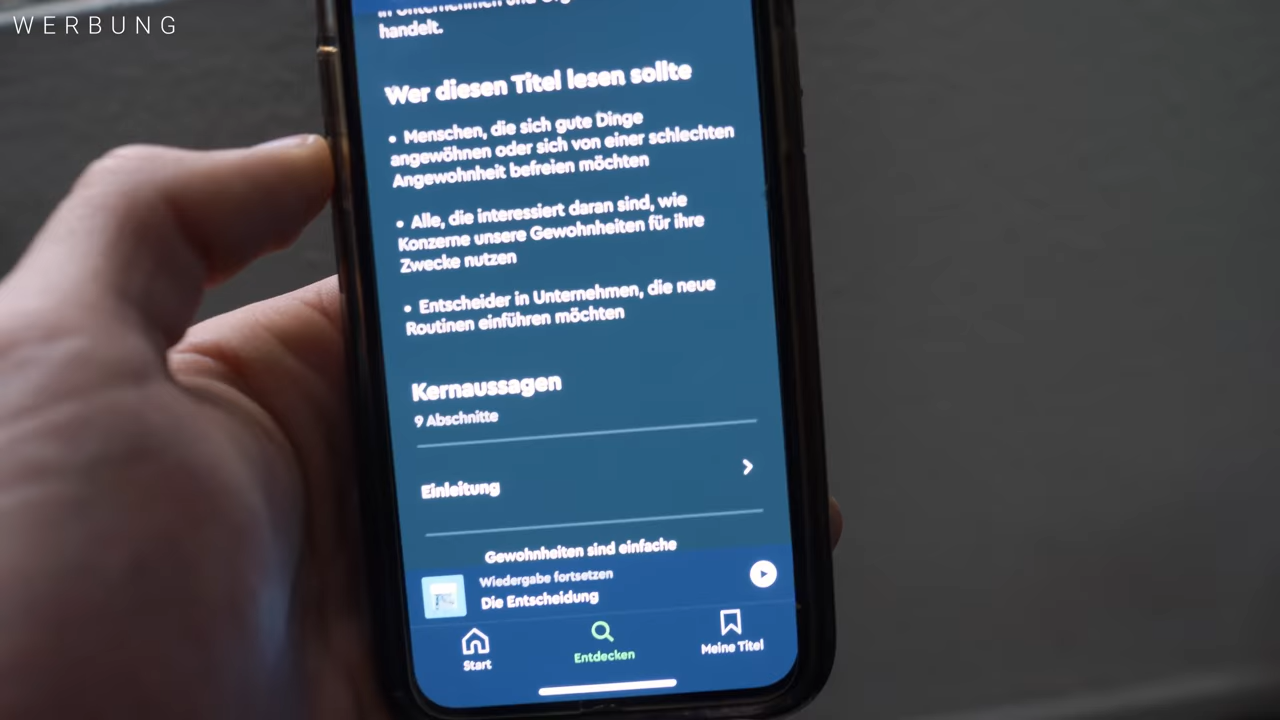 WERBUNG
in Unternehmen und
handelt.
Wer diesen Titel lesen sollte
• Menschen, die sich gute Dinge
angewöhnen oder sich von einer schlechten
Angewohnheit befreien möchten
• Alle, die interessiert daran sind, wie
Konzerne unsere Gewohnheiten für ihre
Zwecke nutzen
• Entscheider in Unternehmen, die neue
Routinen einführen möchten
Kernaussagen
9 Abschnitte
Einleitung
Gewohnheiten sind einfache
Wiedergabe fortsetzen
Die Entscheidung
Start
Entdecken
Meine Titel